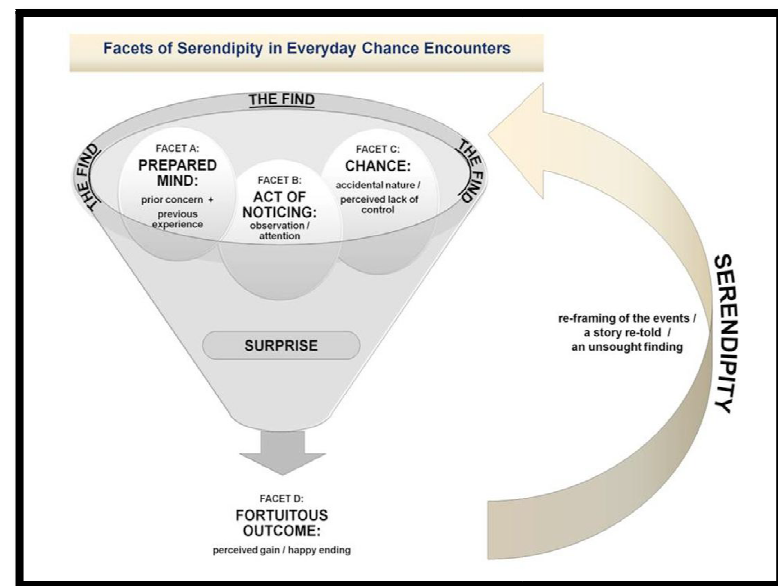 Facets of Serendipity in Everyday Chance Encounters
THE FIND
THE FIND
THE FIND
FACET A:
PREPARED
MIND:
prior concern +
previous
experience
FACET B:
ACT OF
NOTICING:
observation /
attention
FACET C:
CHANCE:
accidental nature /
perceived lack of
control
SURPRISE
FACET D:
FORTUITOUS
OUTCOME:
perceived gain / happy ending
re-framing of the events /
a story re-told /
an unsought finding
SERENDIPITY